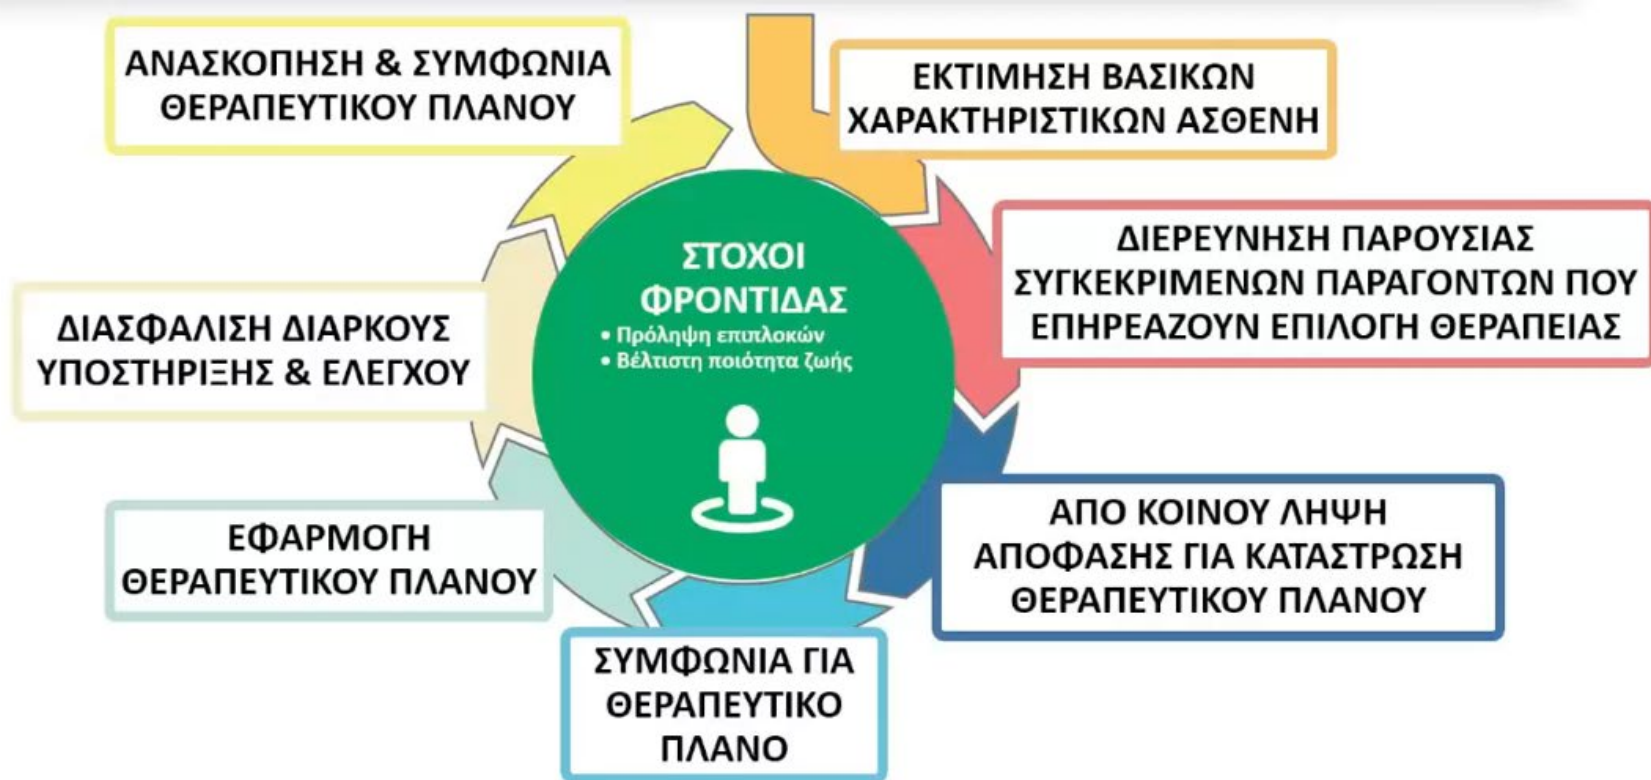 ΑΝΑΣΚΟΠΗΣΗ & ΣΥΜΦΩΝΙΑ
ΘΕΡΑΠΕΥΤΙΚΟΥ ΠΛΑΝΟΥ
ΕΚΤΙΜΗΣΗ ΒΑΣΙΚΩΝ
ΧΑΡΑΚΤΗΡΙΣΤΙΚΩΝ ΑΣΘΕΝΗ
ΔΙΕΡΕΥΝΗΣΗ ΠΑΡΟΥΣΙΑΣ
ΣΥΓΚΕΚΡΙΜΕΝΩΝ ΠΑΡΑΓΟΝΤΩΝ ΠΟΥ
ΕΠΗΡΕΑΖΟΥΝ ΕΠΙΛΟΓΗ ΘΕΡΑΠΕΙΑΣ
ΣΤΟΧΟΙ
ΦΡΟΝΤΙΔΑΣ
• Πρόληψη επιπλοκών
• Βέλτιστη ποιότητα ζωής
ΔΙΑΣΦΑΛΙΣΗ ΔΙΑΡΚΟΥΣ
ΥΠΟΣΤΗΡΙΞΗΣ & ΕΛΕΓΧΟΥ
ΑΠΟ ΚΟΙΝΟΥ ΛΗΨΗ
ΑΠΟΦΑΣΗΣ ΓΙΑ ΚΑΤΑΣΤΡΩΣΗ
ΘΕΡΑΠΕΥΤΙΚΟΥ ΠΛΑΝΟΥ
ΕΦΑΡΜΟΓΗ
ΘΕΡΑΠΕΥΤΙΚΟΥ ΠΛΑΝΟΥ
ΣΥΜΦΩΝΙΑ ΓΙΑ
ΘΕΡΑΠΕΥΤΙΚΟ
ΠΛΑΝΟ